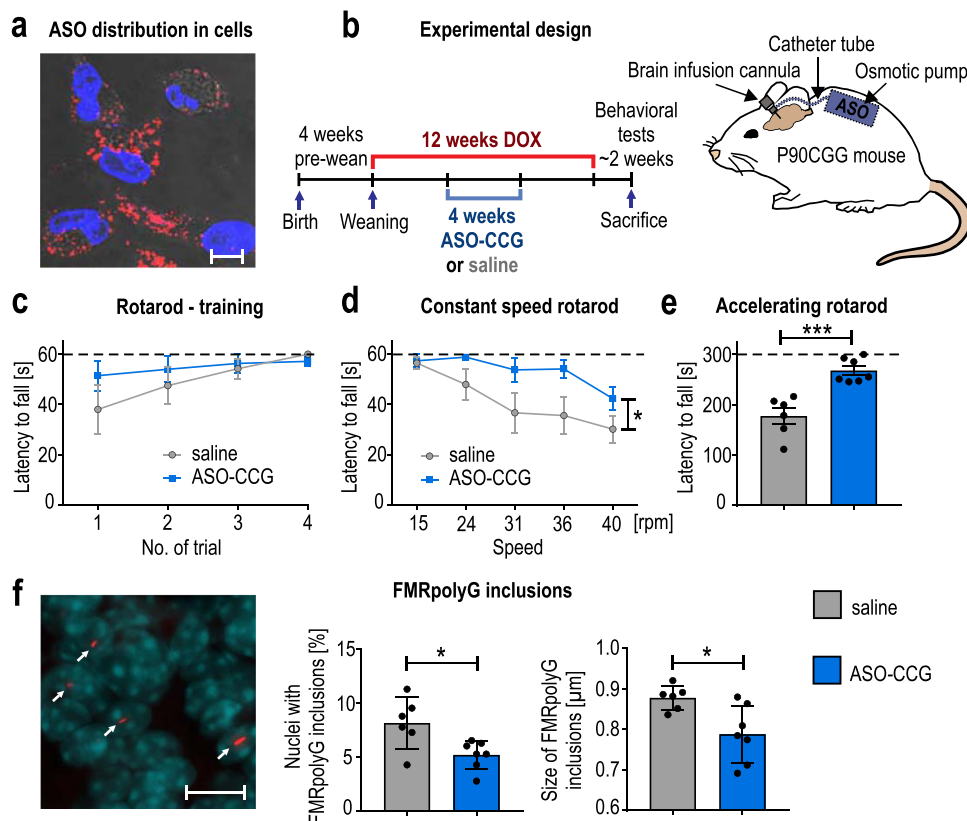 a ASO distribution in cells
b Experimental design
Catheter tube
Brain infusion cannula
Osmotic pump
ASO
P90CGG mouse
Behavioral
tests
~2 weeks
4 weeks
pre-wean
12 weeks DOX
Birth
Weaning
Sacrifice
4 weeks
ASO-CCG
or saline
c Rotarod - training
Latency to fall [s]
60
40
20
0
saline
ASO-CCG
1 2 3 4
No. of trial
d Constant speed rotarod
Latency to fall [s]
60
40
20
0
*
saline
ASO-CCG
15 24 31 36 40 [rpm]
Speed
e Accelerating rotarod
***
Latency to fall [s]
300
200
100
0
f FMRpolyG inclusions
Nuclei with
FMRpolyG inclusions [%]
15
10
5
0
*
Size of FMRpolyG
inclusions [µm]
1.0
0.9
0.8
0.7
0.6
*
saline
ASO-CCG